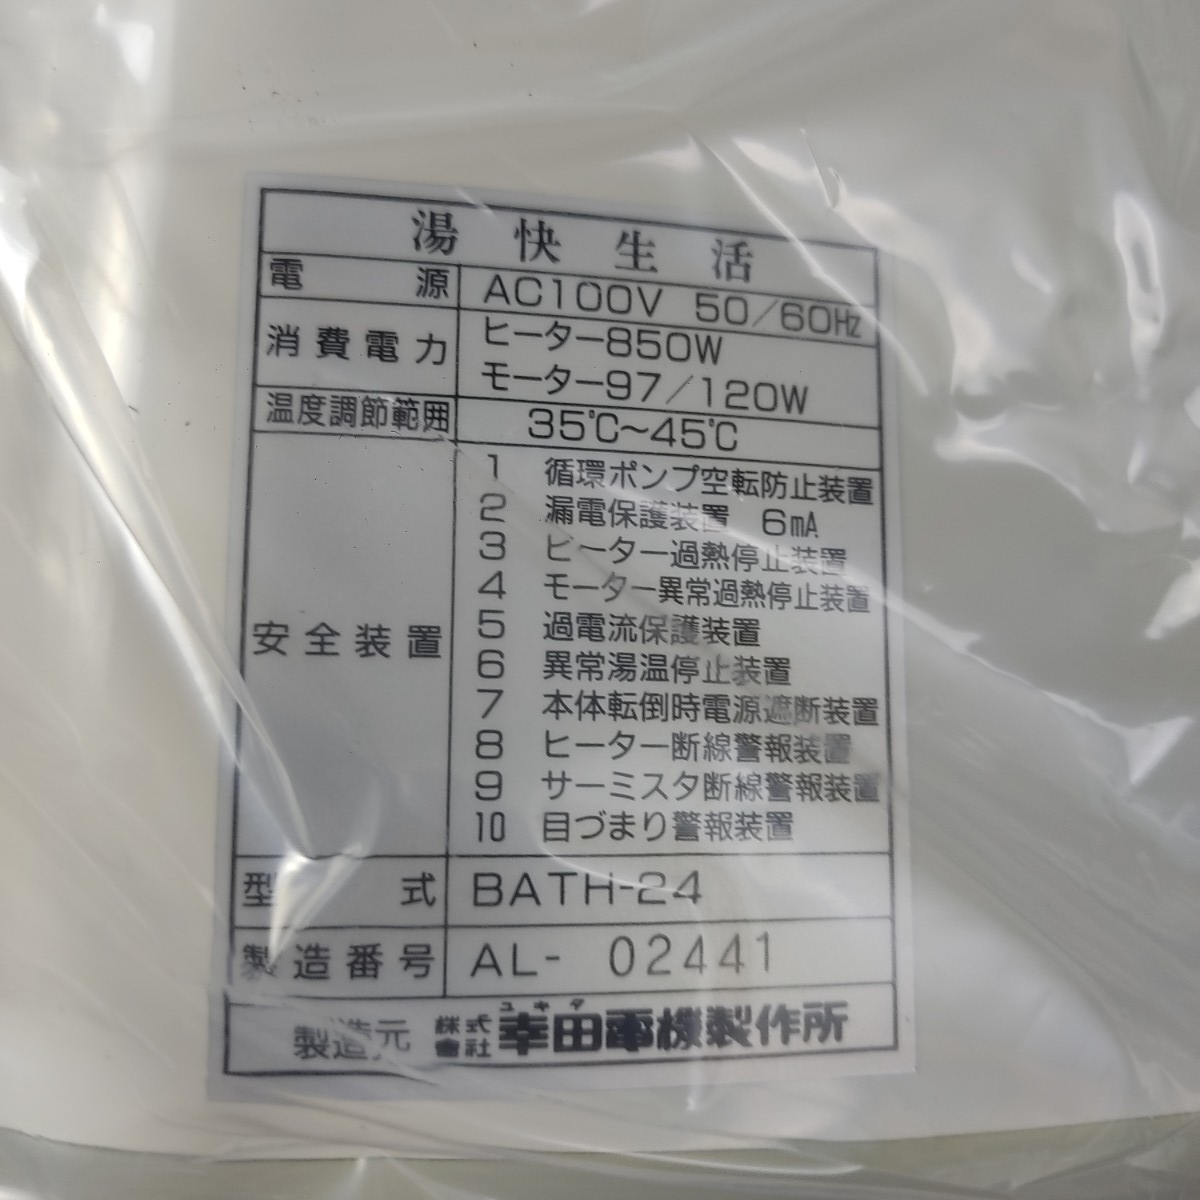 湯快生活
電源 AC100V 50/60Hz
消費電力 ヒーター850W
モーター97/120W
温度調節範囲 35℃～45℃
安全装置
1 循環ポンプ空転防止装置
2 漏電保護装置 6mA
3 ヒーター過熱停止装置
4 モーター異常過熱停止装置
5 過電流保護装置
6 異常湯温停止装置
7 本体転倒時電源遮断装置
8 ヒーター断線警報装置
9 サーミスタ断線警報装置
10 目づまり警報装置
型式 BATH-24
製造番号 AL- 02441
ユキタ
製造元 株式會社 幸田電機製作所